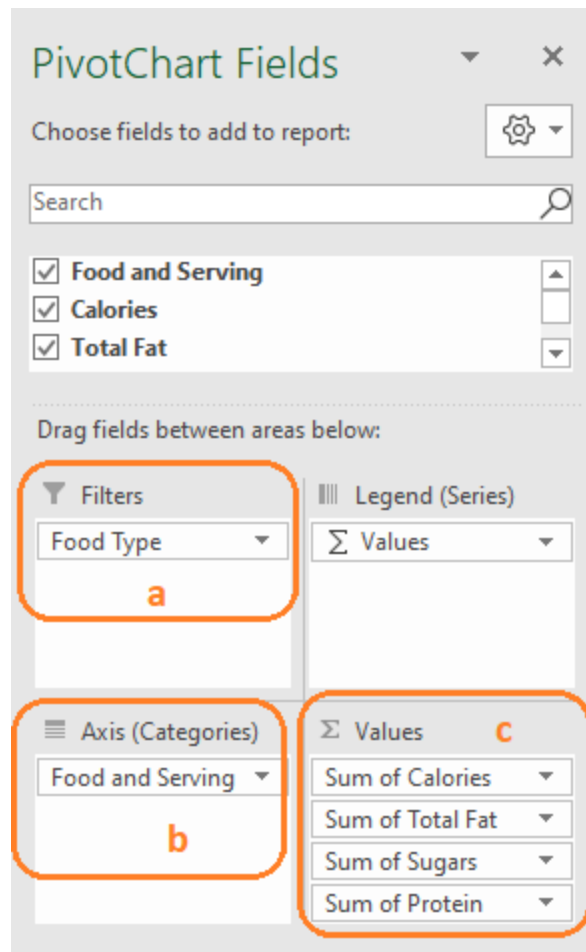 PivotChart Fields
Choose fields to add to report:
Search
Food and Serving
Calories
Total Fat
Drag fields between areas below:
Filters
Legend (Series)
Food Type
Σ Values
a
Axis (Categories)
Σ Values
c
Food and Serving
Sum of Calories
Sum of Total Fat
b
Sum of Sugars
Sum of Protein